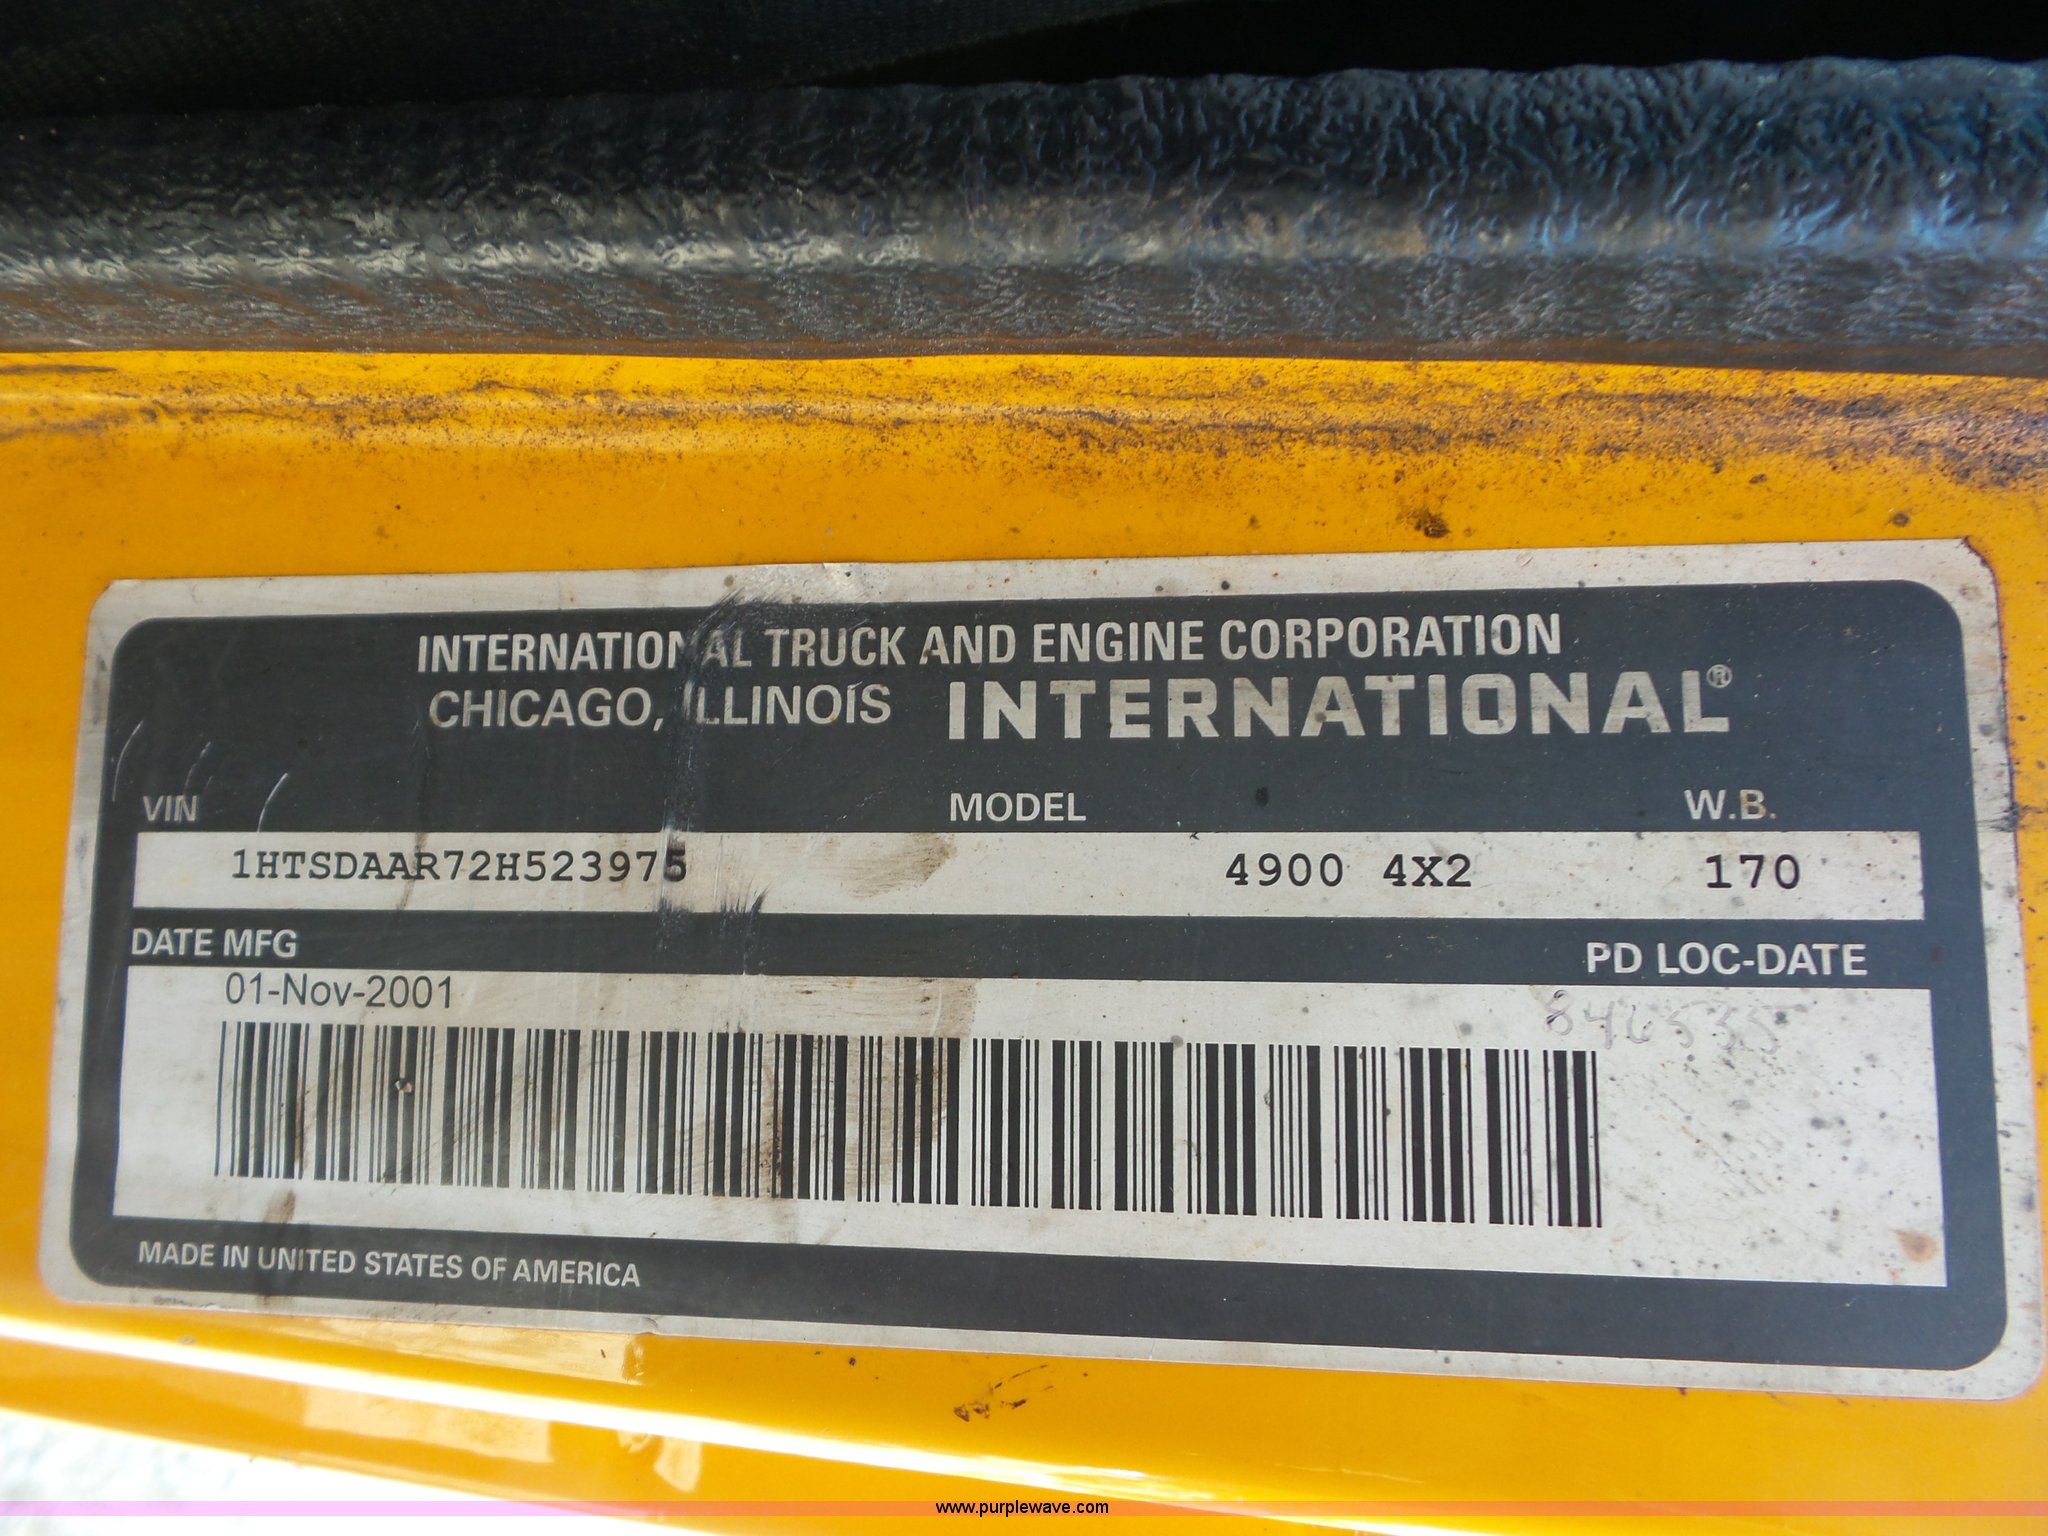 INTERNATIONAL TRUCK AND ENGINE CORPORATION
CHICAGO, ILLINOIS INTERNATIONAL®
VIN MODEL W.B.
1HTSDAAR72H523975 4900 4X2 170
DATE MFG PD LOC-DATE
01-Nov-2001
846555
MADE IN UNITED STATES OF AMERICA
www.purplewave.com